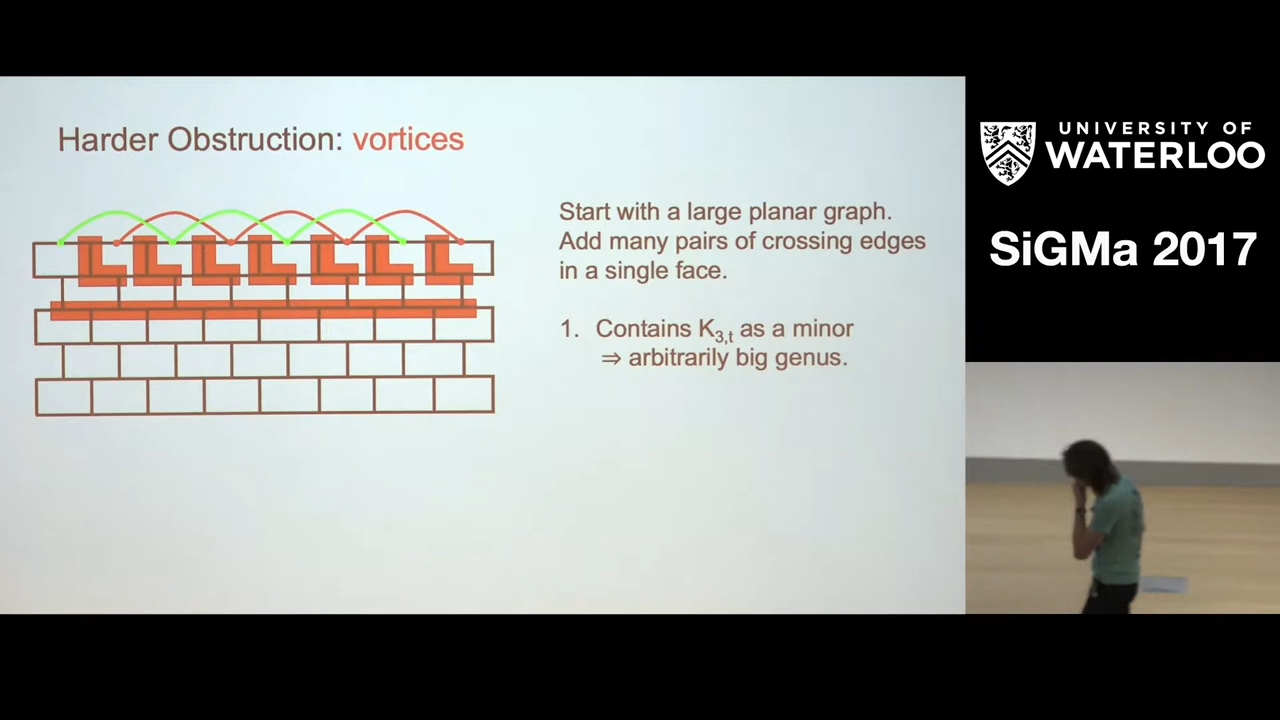 Harder Obstruction: vortices
Start with a large planar graph.
Add many pairs of crossing edges
in a single face.
1. Contains K3,t as a minor
⇒ arbitrarily big genus.
UNIVERSITY OF
WATERLOO
SiGMa 2017